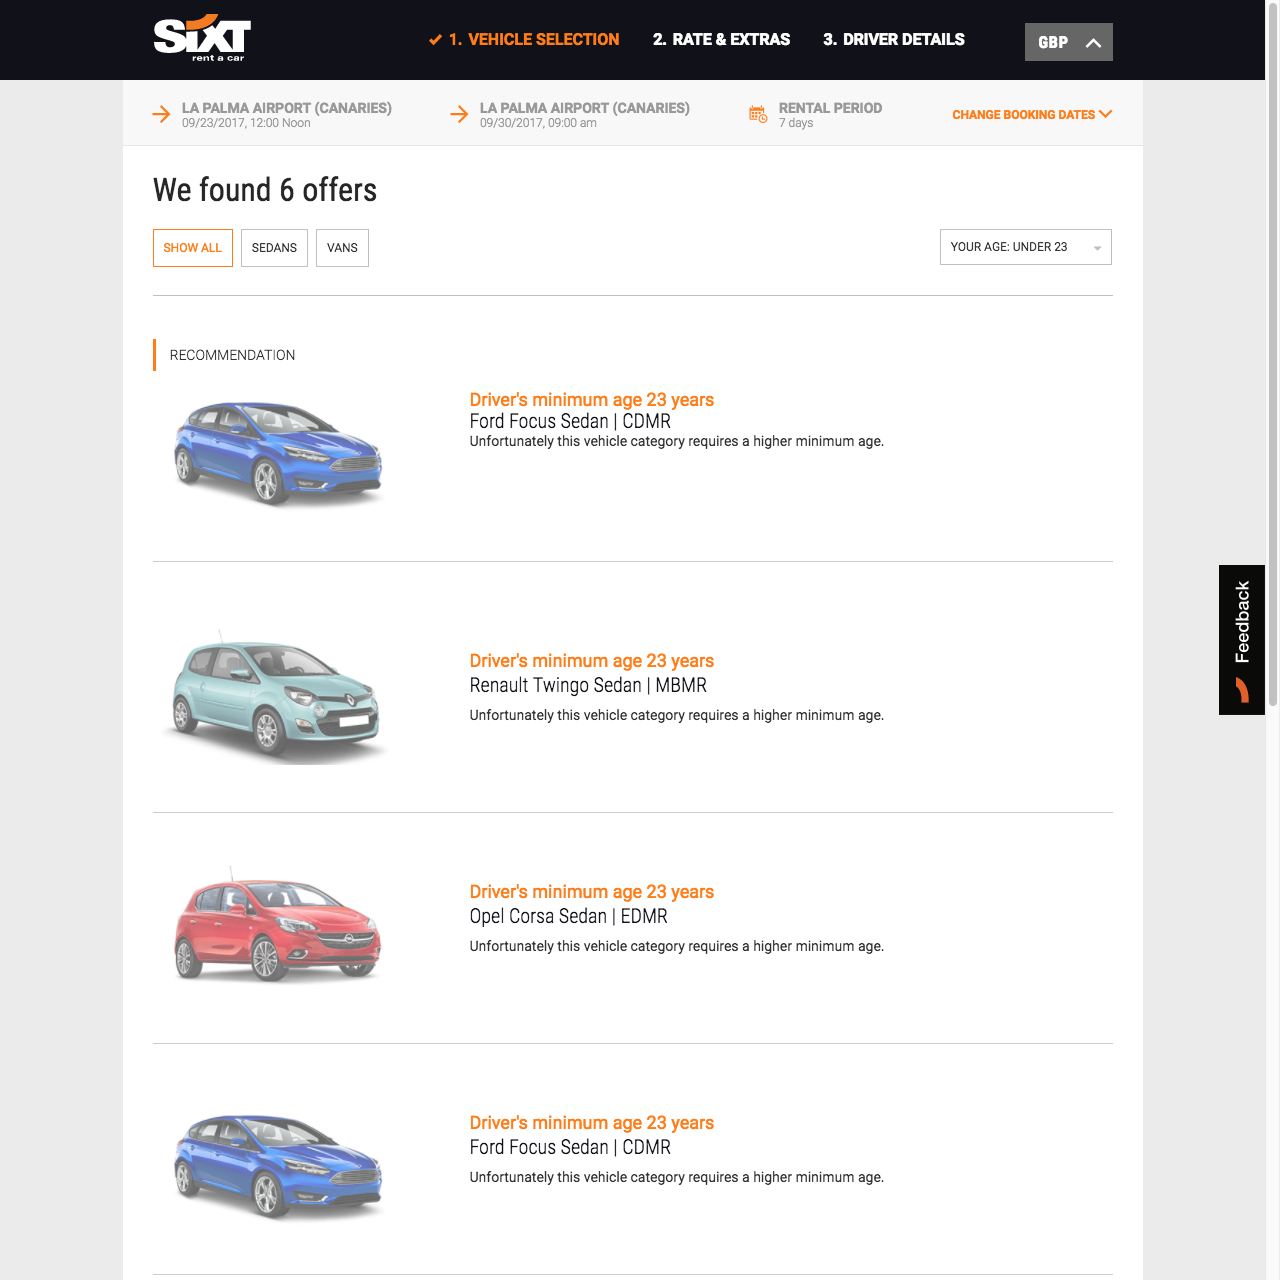 SIXT
rent a car
1. VEHICLE SELECTION
2. RATE & EXTRAS
3. DRIVER DETAILS
GBP
LA PALMA AIRPORT (CANARIES)
09/23/2017, 12:00 Noon
LA PALMA AIRPORT (CANARIES)
09/30/2017, 09:00 am
RENTAL PERIOD
7 days
CHANGE BOOKING DATES
We found 6 offers
SHOW ALL
SEDANS
VANS
YOUR AGE: UNDER 23
RECOMMENDATION
Driver's minimum age 23 years
Ford Focus Sedan | CDMR
Unfortunately this vehicle category requires a higher minimum age.
Feedback
Driver's minimum age 23 years
Renault Twingo Sedan | MBMR
Unfortunately this vehicle category requires a higher minimum age.
Driver's minimum age 23 years
Opel Corsa Sedan | EDMR
Unfortunately this vehicle category requires a higher minimum age.
Driver's minimum age 23 years
Ford Focus Sedan | CDMR
Unfortunately this vehicle category requires a higher minimum age.